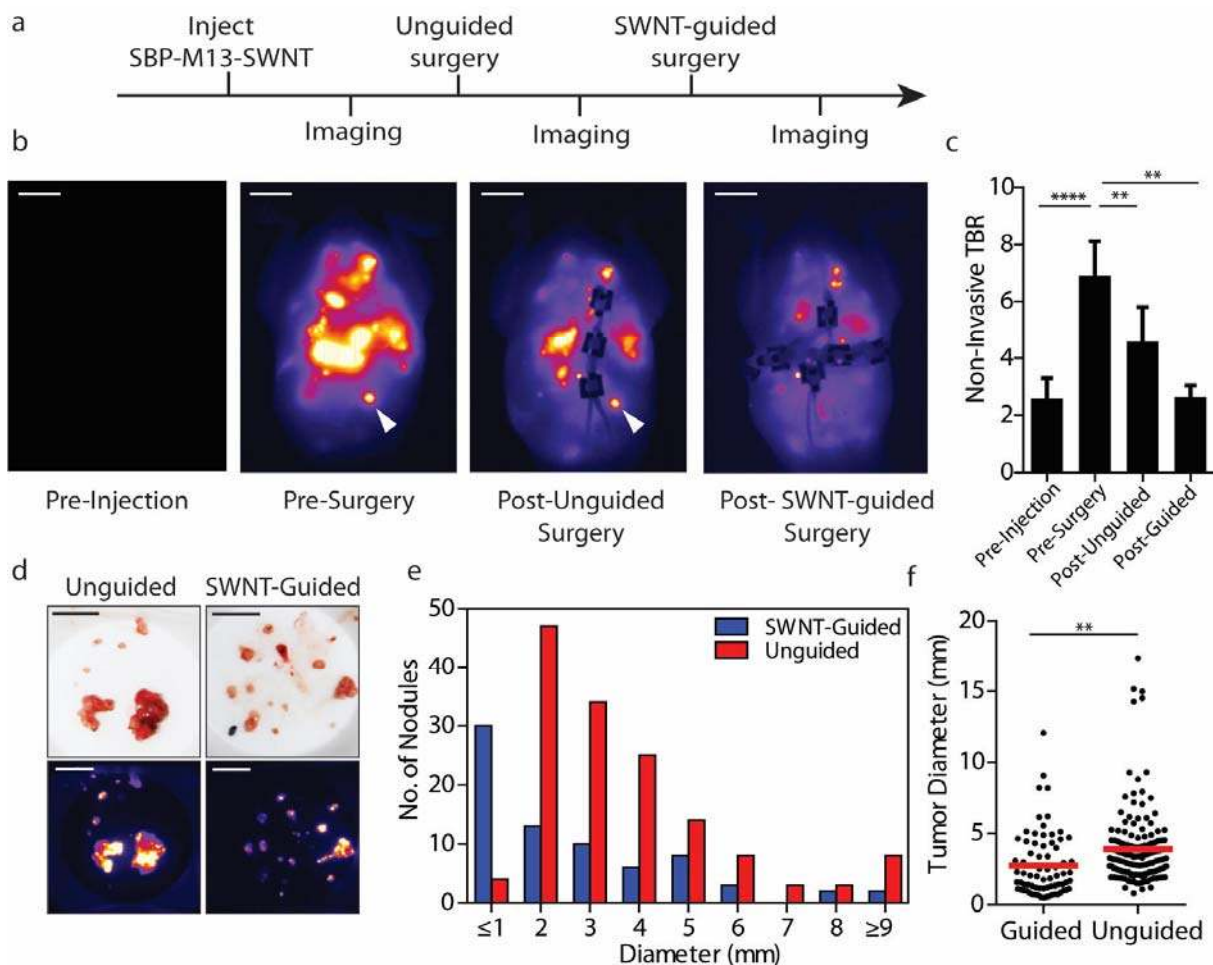 a
Inject
SBP-M13-SWNT
Unguided
surgery
SWNT-guided
surgery
Imaging
Imaging
Imaging
b
Pre-Injection
Pre-Surgery
Post-Unguided
Surgery
Post- SWNT-guided
Surgery
c
Non-Invasive TBR
10
8
6
4
2
0
****
**
**
Pre-Injection
Pre-Surgery
Post-Unguided
Post-Guided
d
Unguided
SWNT-Guided
e
No. of Nodules
50
40
30
20
10
0
SWNT-Guided
Unguided
≤1
2
3
4
5
6
7
8
≥9
Diameter (mm)
f
Tumor Diameter (mm)
20
15
10
5
0
**
Guided
Unguided